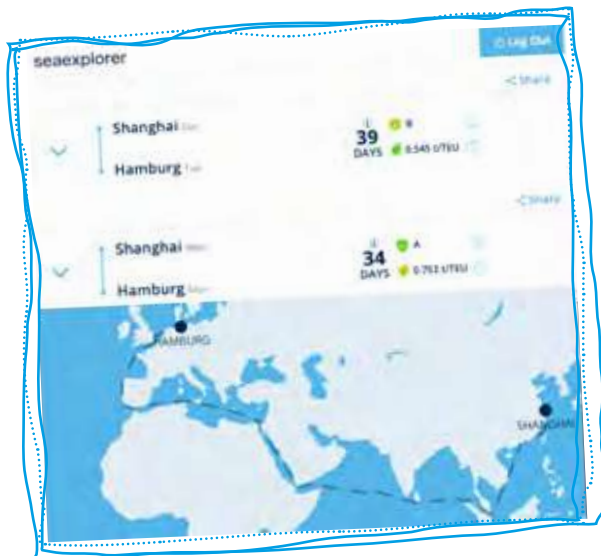 seaexplorer
Log Out
Share
Shanghai
39
DAYS
B
0.545 t/TEU
Hamburg
Share
Shanghai
34
DAYS
A
0.753 t/TEU
Hamburg
HAMBURG
SHANGHAI